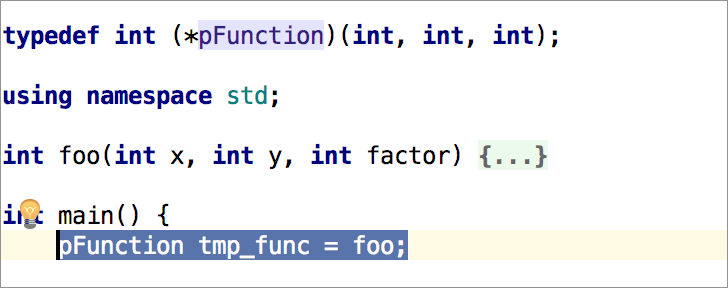 typedef int (*pFunction)(int, int, int);
using namespace std;
int foo(int x, int y, int factor) {...}
int main() {
pFunction tmp_func = foo;